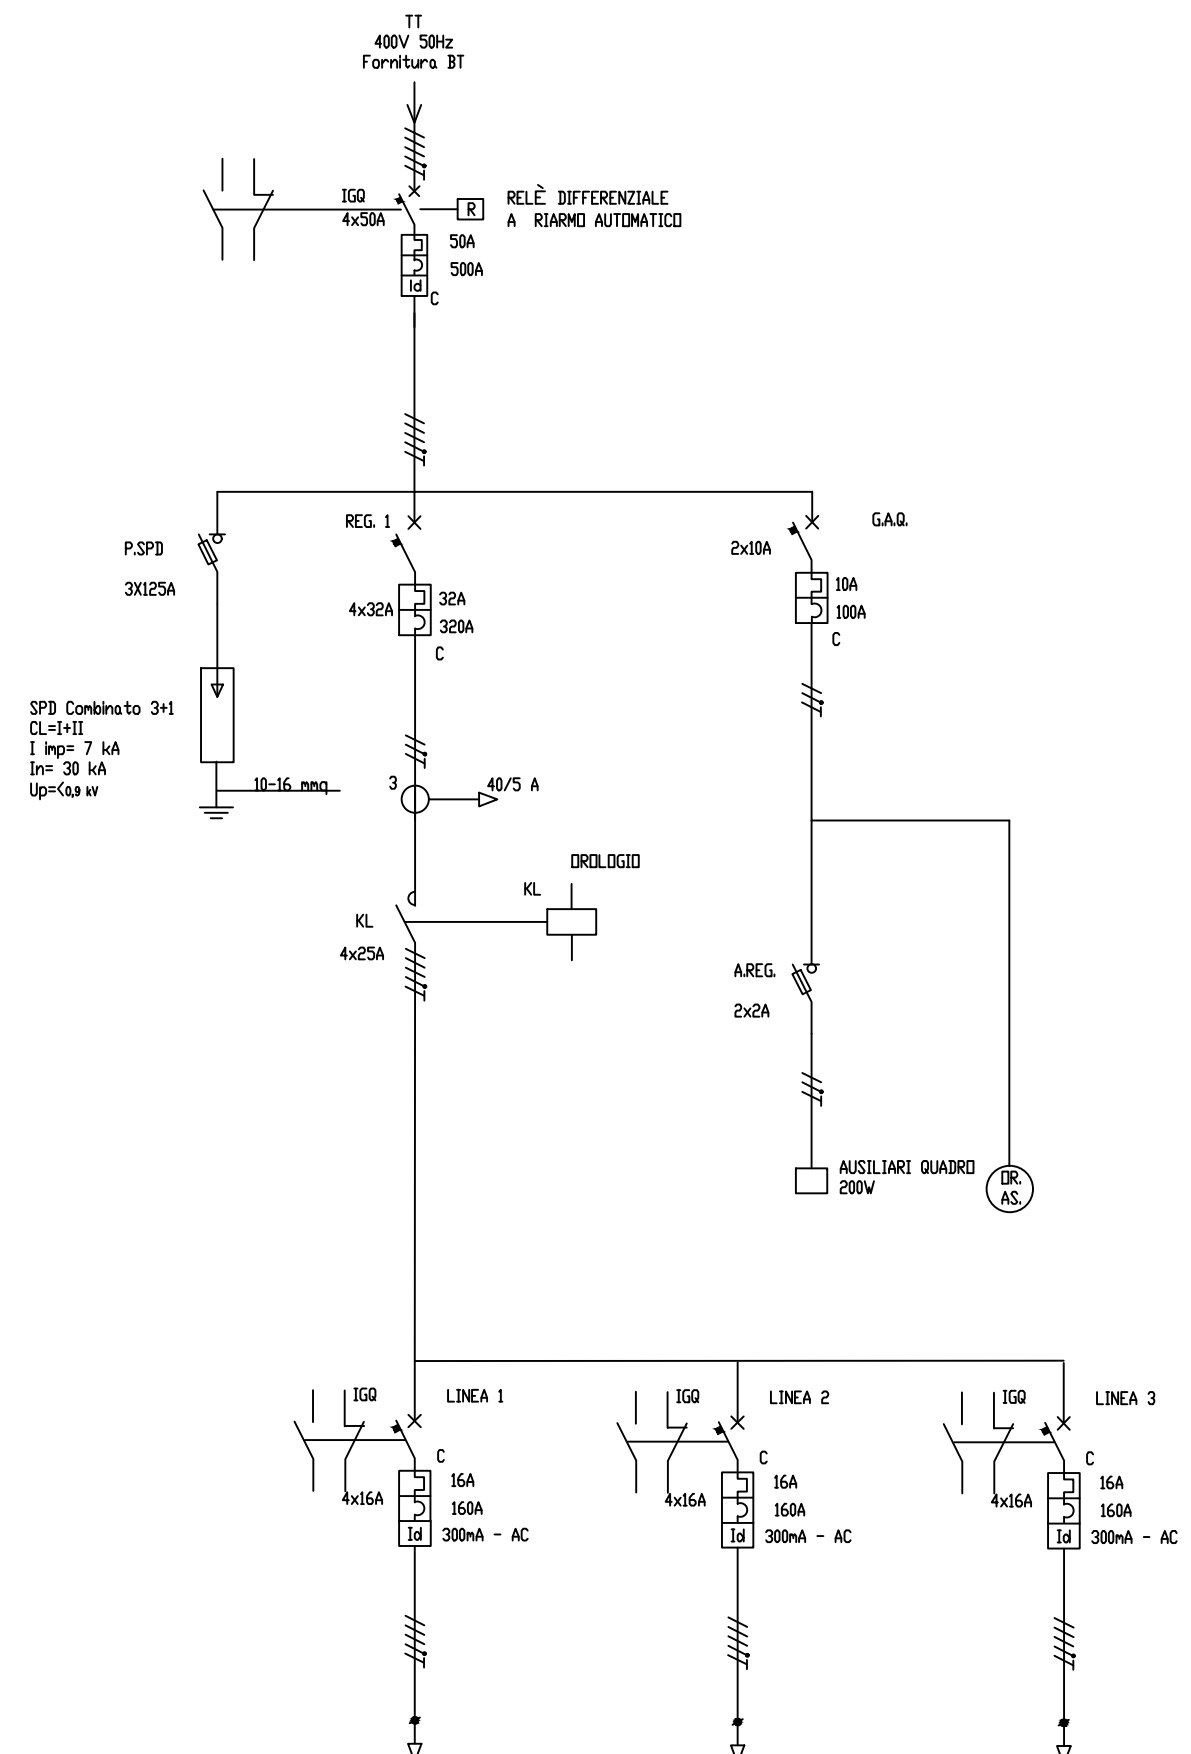 TT
400V 50Hz
Fornitura BT
IGQ
4x50A
R
RELÈ DIFFERENZIALE
A RIARMO AUTOMATICO
50A
500A
Id
C
P.SPD
3X125A
REG. 1
4x32A
32A
320A
C
2x10A
G.A.Q.
10A
100A
C
SPD Combinato 3+1
CL=I+II
I imp= 7 kA
In= 30 kA
Up=<0,9 kV
10-16 mmq
3
40/5 A
OROLOGIO
KL
KL
4x25A
A.REG.
2x2A
AUSILIARI QUADRO
200W
OR.
AS.
IGQ
LINEA 1
C
4x16A
16A
160A
Id
300mA - AC
IGQ
LINEA 2
C
4x16A
16A
160A
Id
300mA - AC
IGQ
LINEA 3
C
4x16A
16A
160A
Id
300mA - AC